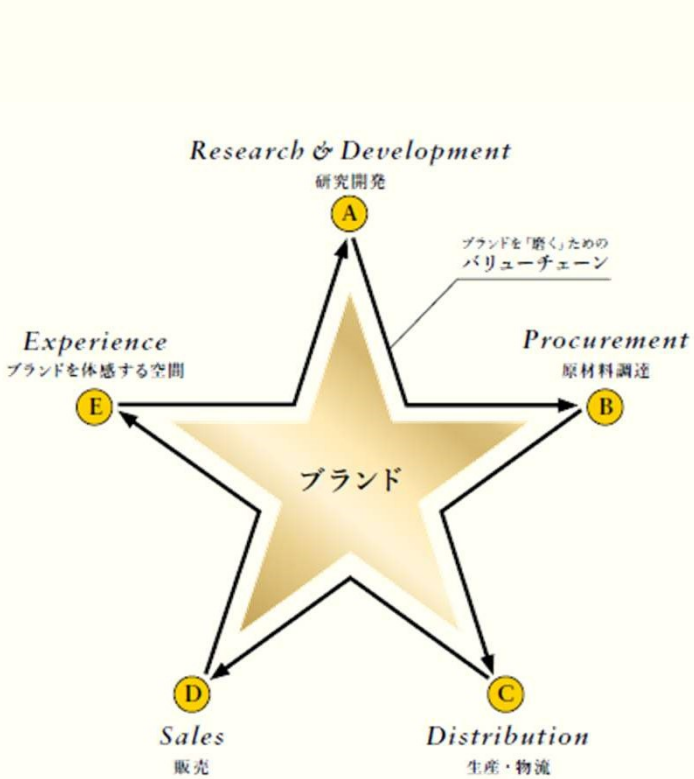 Research & Development
研究開発
A
ブランドを「磨く」ための
バリューチェーン
Experience
ブランドを体感する空間
E
Procurement
原材料調達
B
ブランド
D
Sales
販売
C
Distribution
生産・物流